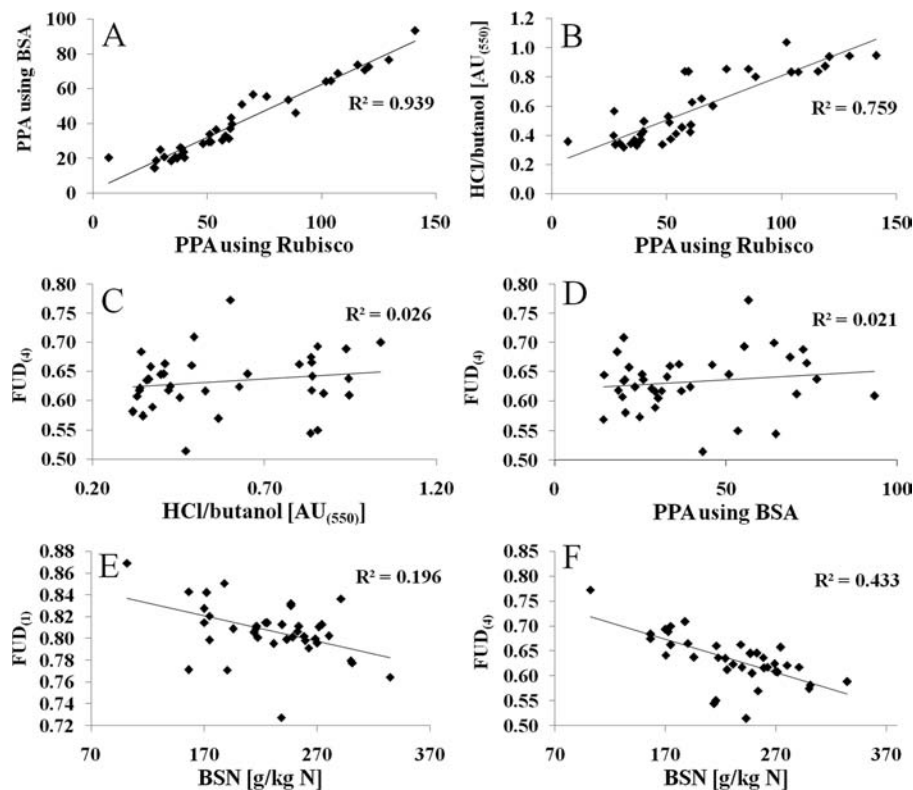 A
PPA using BSA
100
80
60
40
20
0
R² = 0.939
0
50
100
150
PPA using Rubisco
B
HCl/butanol [AU(550)]
1.2
1.0
0.8
0.6
0.4
0.2
0.0
R² = 0.759
0
50
100
150
PPA using Rubisco
C
FUD(4)
0.80
0.75
0.70
0.65
0.60
0.55
0.50
R² = 0.026
0.20
0.70
1.20
HCl/butanol [AU(550)]
D
FUD(4)
0.80
0.75
0.70
0.65
0.60
0.55
0.50
R² = 0.021
0
50
100
PPA using BSA
E
FUD(1)
0.88
0.86
0.84
0.82
0.80
0.78
0.76
0.74
0.72
R² = 0.196
70
170
270
370
BSN [g/kg N]
F
FUD(4)
0.85
0.80
0.75
0.70
0.65
0.60
0.55
0.50
R² = 0.433
70
170
270
370
BSN [g/kg N]